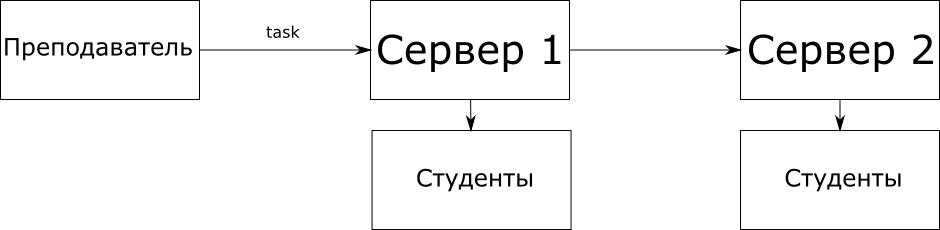 Преподаватель
task
Сервер 1
Сервер 2
Студенты
Студенты